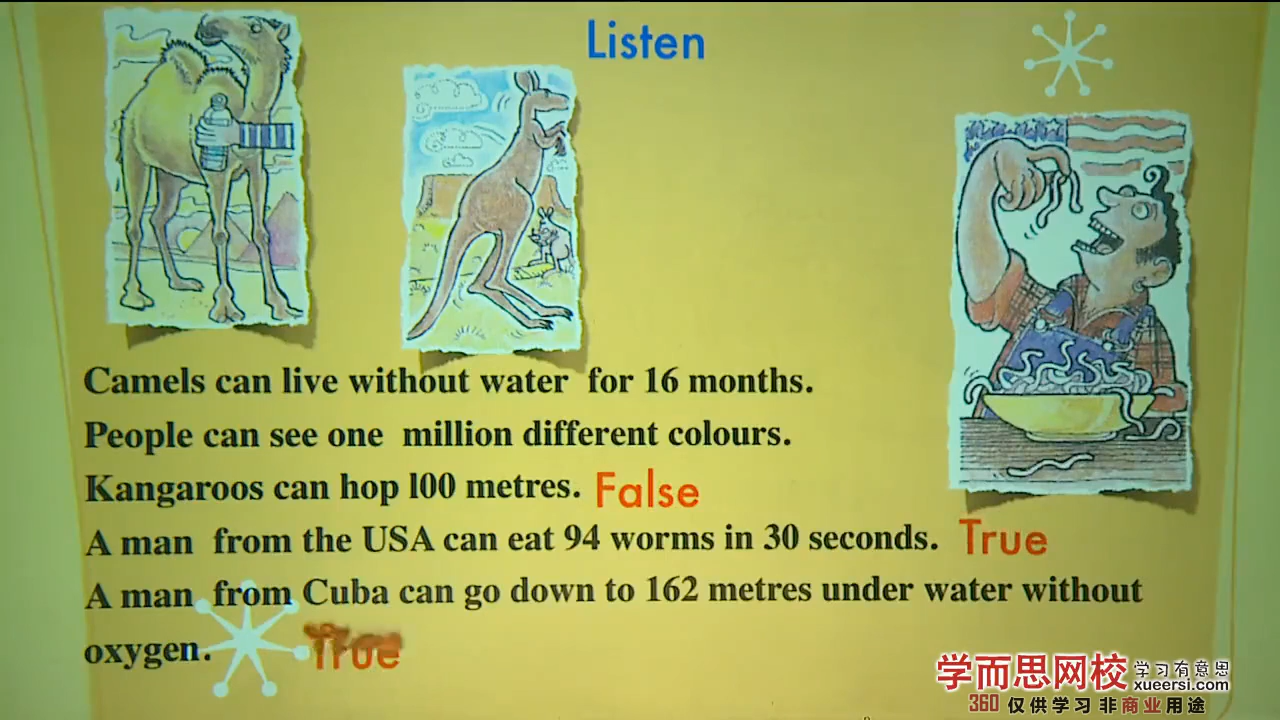 Listen
Camels can live without water for 16 months.
People can see one million different colours.
Kangaroos can hop l00 metres. False
A man from the USA can eat 94 worms in 30 seconds. True
A man from Cuba can go down to 162 metres under water without
oxygen. True
学而思网校 学习有意思
xueersi.com
360 仅供学习 非商业用途